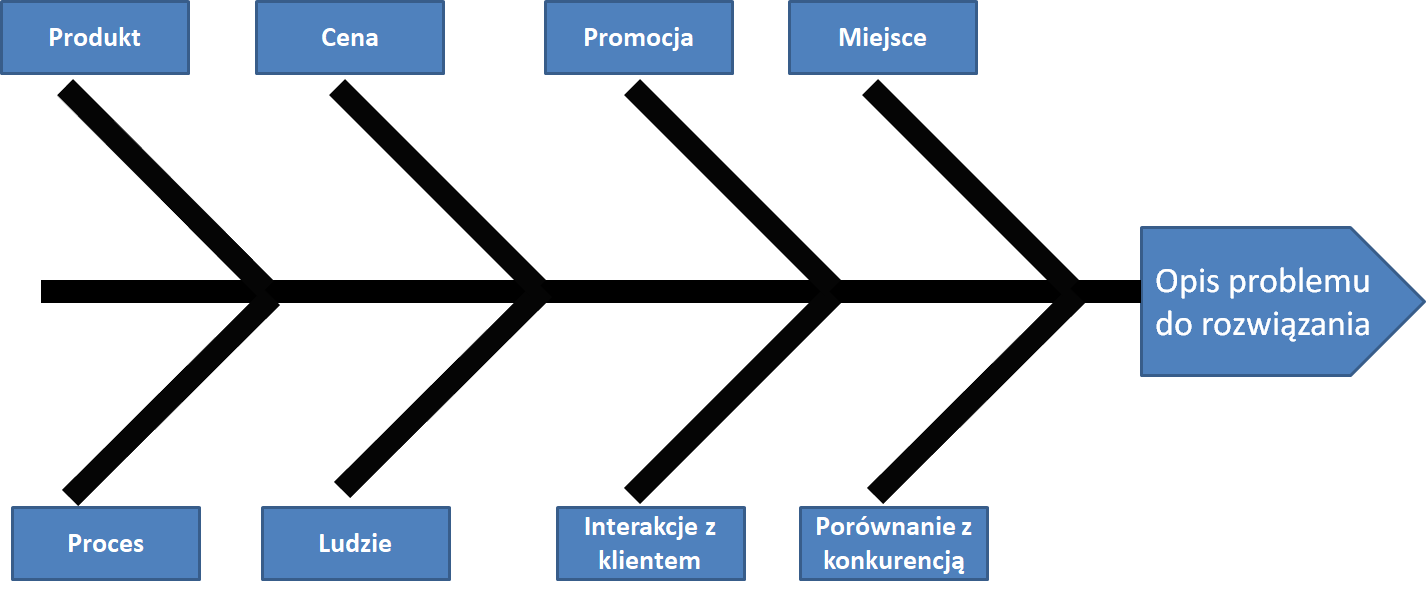 Produkt
Cena
Promocja
Miejsce
Opis problemu
do rozwiązania
Proces
Ludzie
Interakcje z
klientem
Porównanie z
konkurencją